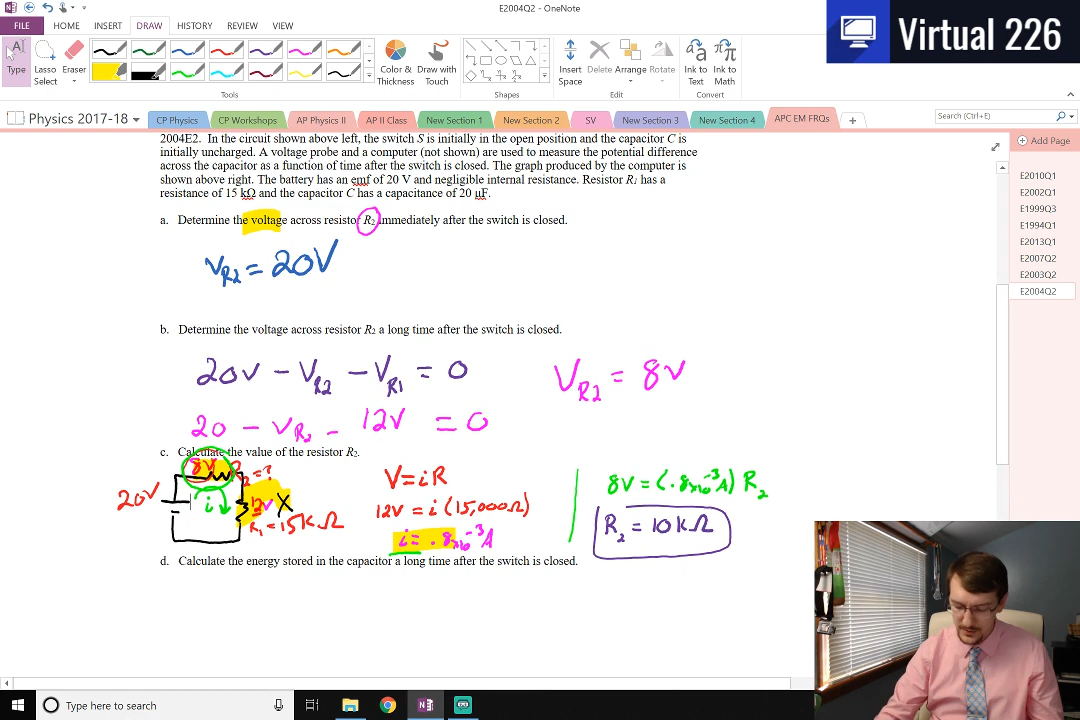 E2004Q2 - OneNote
FILE HOME INSERT DRAW HISTORY REVIEW VIEW
Virtual 226
Type
Lasso Select
Eraser
Color & Thickness
Draw with Touch
Insert Space
Delete
Arrange
Rotate
Ink to Text
Ink to Math
Tools
Shapes
Edit
Convert
Physics 2017-18
CP Physics CP Workshops AP Physics II AP II Class New Section 1 New Section 2 SV New Section 3 New Section 4 APC EM FRQs
Search (Ctrl+E)
Add Page
E2010Q1
E2002Q1
E1999Q3
E1994Q1
E2013Q1
E2007Q2
E2003Q2
E2004Q2
2004E2. In the circuit shown above left, the switch S is initially in the open position and the capacitor C is
initially uncharged. A voltage probe and a computer (not shown) are used to measure the potential difference
across the capacitor as a function of time after the switch is closed. The graph produced by the computer is
shown above right. The battery has an emf of 20 V and negligible internal resistance. Resistor R₁ has a
resistance of 15 kΩ and the capacitor C has a capacitance of 20 μF.
a. Determine the voltage across resistor R₂ immediately after the switch is closed.
V_R2 = 20V
b. Determine the voltage across resistor R₂ a long time after the switch is closed.
20V - V_R2 - V_R1 = 0
V_R2 = 8V
20 - V_R2 - 12V = 0
c. Calculate the value of the resistor R₂.
8V R₂ = ?
20V
i
12V
R₁ = 15KΩ
V = iR
12V = i(15,000Ω)
i = .8x10⁻³A
8V = (.8x10⁻³A) R₂
R₂ = 10KΩ
d. Calculate the energy stored in the capacitor a long time after the switch is closed.
Type here to search